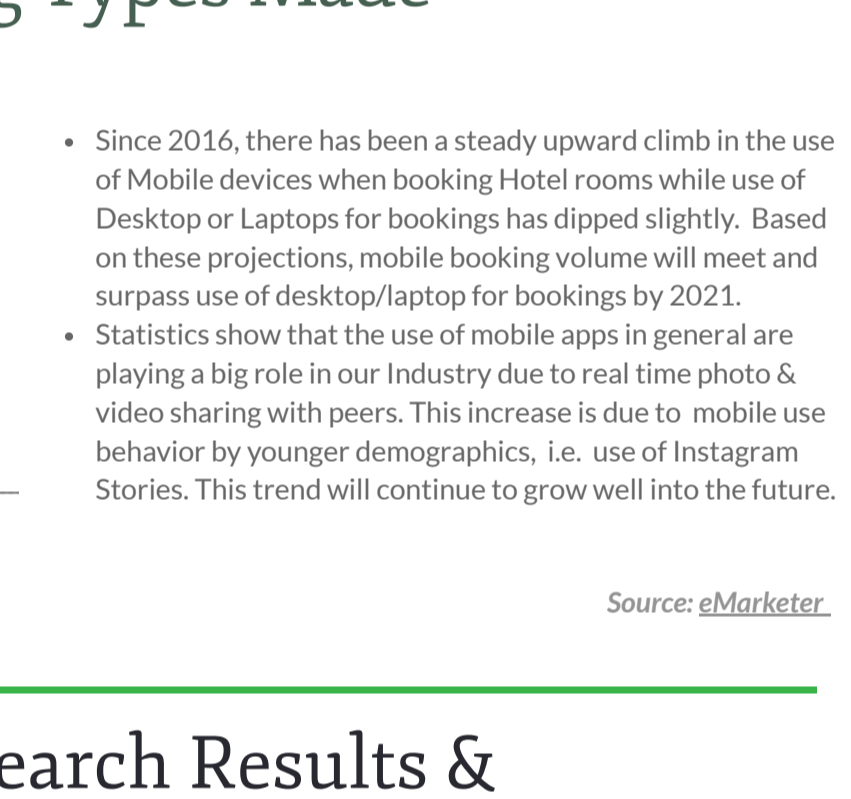 Types Made
• Since 2016, there has been a steady upward climb in the use
of Mobile devices when booking Hotel rooms while use of
Desktop or Laptops for bookings has dipped slightly.  Based
on these projections, mobile booking volume will meet and
surpass use of desktop/laptop for bookings by 2021.
• Statistics show that the use of mobile apps in general are
playing a big role in our Industry due to real time photo &
video sharing with peers. This increase is due to  mobile use
behavior by younger demographics,  i.e.  use of Instagram
Stories. This trend will continue to grow well into the future.
Source: eMarketer
earch Results &